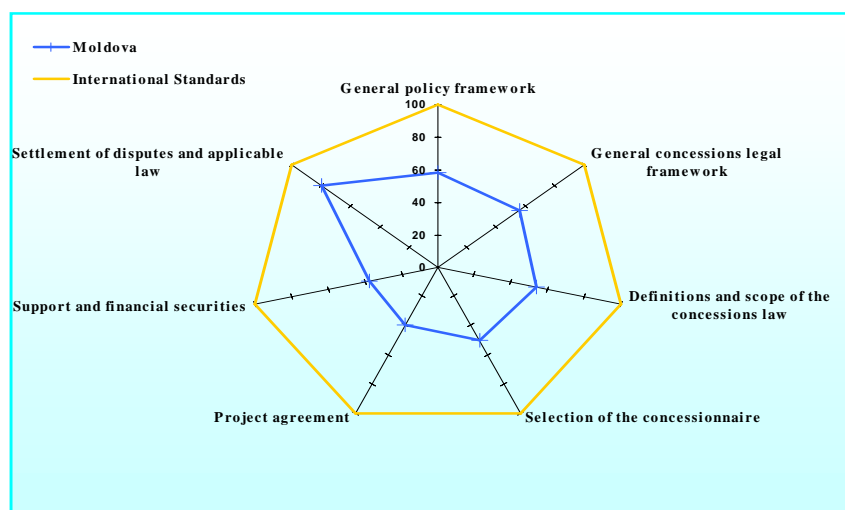 Moldova
International Standards
General policy framework
100
80
60
40
20
0
Settlement of disputes and applicable
law
General concessions legal
framework
Support and financial securities
Definitions and scope of the
concessions law
Project agreement
Selection of the concessionnaire